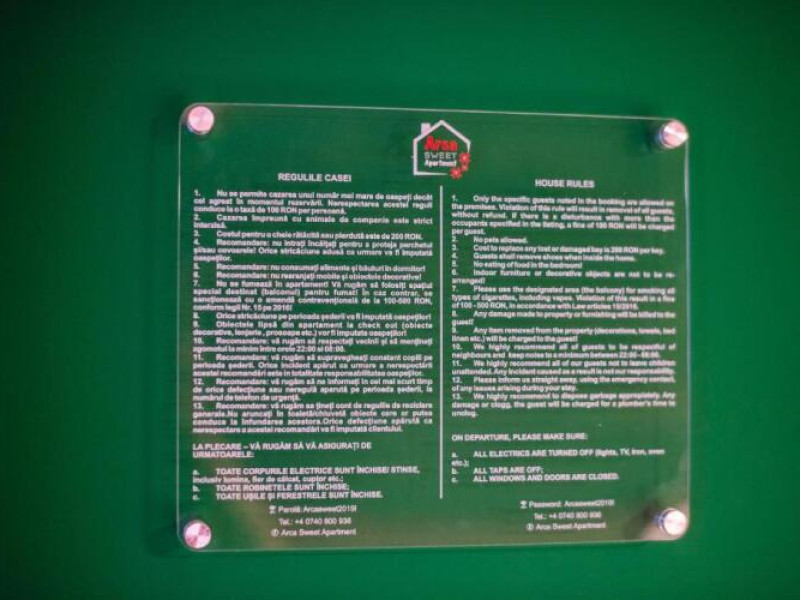 Arsa
SWEET
Apartment
REGULILE CASEI
1. Nu se permite cazarea unui număr mai mare de oaspeți decât
cel agreat în momentul rezervării. Nerespectarea acestei reguli
conduce la o taxă de 100 RON per persoană.
2. Cazarea împreună cu animale de companie este strict
interzisă.
3. Costul pentru o cheie rătăcită sau pierdută este de 200 RON.
4. Recomandare: nu intrați încălțați pentru a proteja parchetul
și/sau covoarele! Orice stricăciune adusă ca urmare va fi imputată
oaspeților.
5. Recomandare: nu consumați alimente și băuturi în dormitor!
6. Recomandare: nu rearanjați mobila și obiectele decorative!
7. Nu se fumează în apartament! Vă rugăm să folosiți spațiul
special destinat (balconul) pentru fumat! În caz contrar, se
sancționează cu o amendă contravențională de la 100-500 RON,
conform legii Nr. 15 pe 2016!
8. Orice stricăciune pe perioada șederii va fi imputată oaspeților!
9. Obiectele lipsă din apartament la check out (obiecte
decorative, lenjerie, prosoape etc.) vor fi imputate oaspeților!
10. Recomandare: vă rugăm să respectați vecinii și să mențineți
zgomotul la minim între orele 22:00 și 08:00.
11. Recomandare: vă rugăm să supravegheați constant copiii pe
perioada șederii. Orice incident apărut ca urmare a nerespectării
acestei recomandări este în totalitate responsabilitatea oaspeților.
12. Recomandare: vă rugăm să ne informați în cel mai scurt timp
de orice defecțiune sau neregulă apărută pe perioada șederii, la
numărul de telefon de urgență.
13. Recomandare: vă rugăm să țineți cont de regulile de reciclare
generale. Nu aruncați în toaletă/chiuvetă obiecte care ar putea
conduce la înfundarea acestora. Orice defecțiune apărută ca
nerespectare a acestei recomandări va fi imputată clientului.
LA PLECARE – VĂ RUGĂM SĂ VĂ ASIGURAȚI DE
URMATOARELE:
a. TOATE CORPURILE ELECTRICE SUNT ÎNCHISE/ STINSE,
inclusiv lumina, fier de călcat, cuptor etc.;
b. TOATE ROBINETELE SUNT ÎNCHISE;
c. TOATE UȘILE ȘI FERESTRELE SUNT ÎNCHISE.
Parolă: Arcasweet2019!
Tel.: +4 0740 800 936
Arca Sweet Apartment
HOUSE RULES
1. Only the specific guests noted in the booking are allowed on
the premises. Violation of this rule will result in removal of all guests,
without refund. If there is a disturbance with more than the
occupants specified in the listing, a fine of 100 RON will be charged
per guest.
2. No pets allowed.
3. Cost to replace any lost or damaged key is 200 RON per key.
4. Guests shall remove shoes when inside the home.
5. No eating of food in the bedroom!
6. Indoor furniture or decorative objects are not to be re-
arranged!
7. Please use the designated area (the balcony) for smoking all
types of cigarettes, including vapes. Violation of this result in a fine
of 100 - 500 RON, in accordance with Law articles 15/2016.
8. Any damage made to property or furnishing will be billed to the
guest!
9. Any item removed from the property (decorations, towels, bed
linen etc.) will be charged to the guest!
10. We highly recommend all of guests to be respectful of
neighbours and keep noise to a minimum between 22:00 – 08:00.
11. We highly recommend all of our guests not to leave children
unattended. Any incident caused as result is not our responsibility.
12. Please inform us straight away, using the emergency contact,
of any issues arising during your stay.
13. We highly recommend to dispose garbage appropriately. Any
damage or clogg, the guest will be charged for a plumber's time to
unclog.
ON DEPARTURE, PLEASE MAKE SURE:
a. ALL ELECTRICS ARE TURNED OFF (lights, TV, iron, oven
etc.);
b. ALL TAPS ARE OFF;
c. ALL WINDOWS AND DOORS ARE CLOSED.
Password: Arcasweet2019!
Tel.: +4 0740 800 936
Arca Sweet Apartment